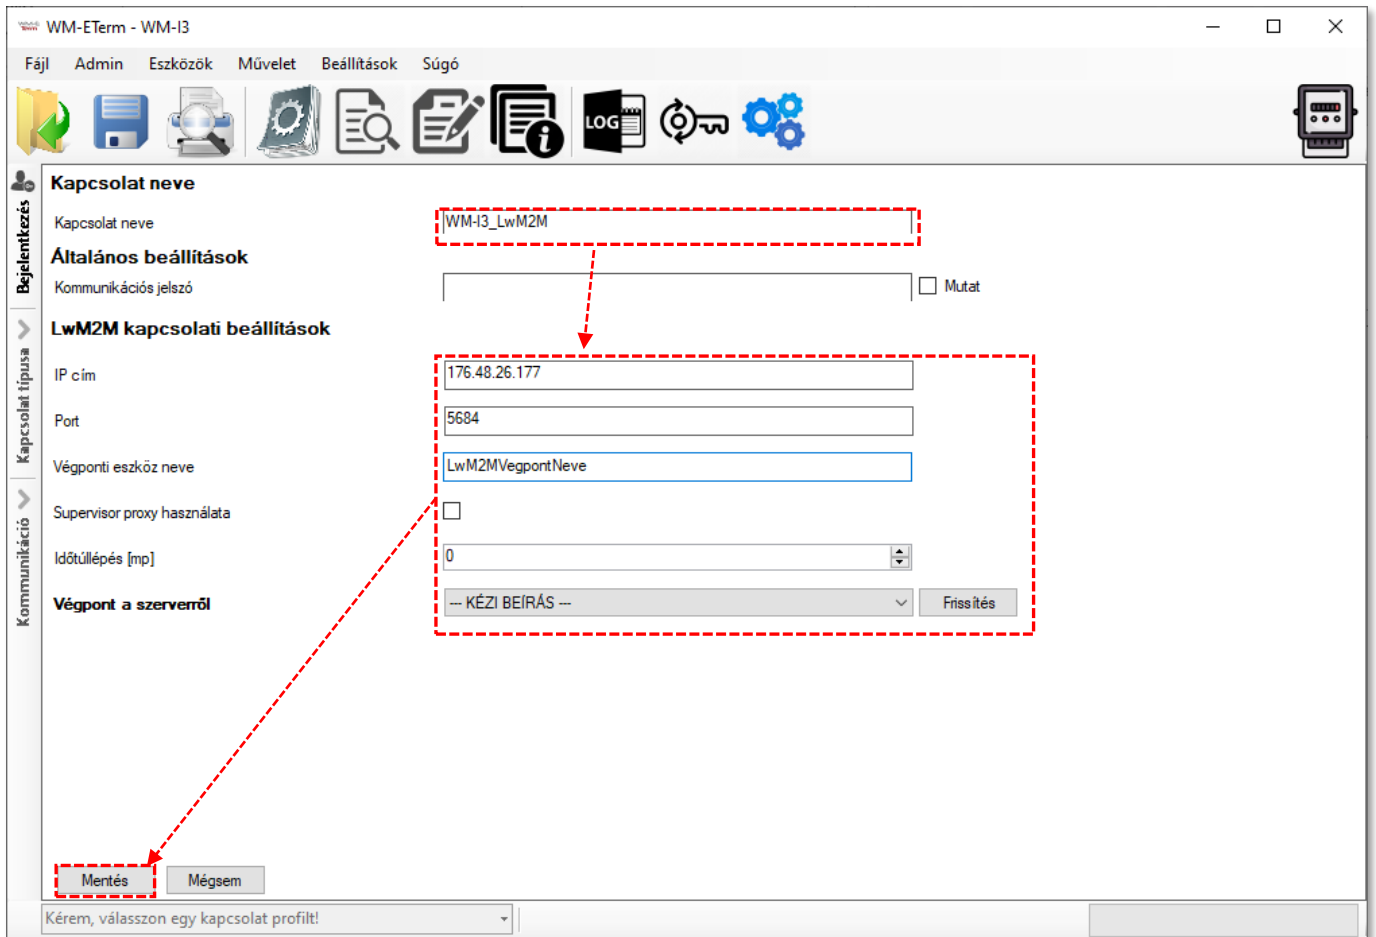 WM-ETerm - WM-I3
Fájl Admin Eszközök Művelet Beállítások Súgó
LOG
Bejelentkezés
Kapcsolat típusa
Kommunikáció
Kapcsolat neve
Kapcsolat neve WM-I3_LwM2M
Általános beállítások
Kommunikációs jelszó Mutat
LwM2M kapcsolati beállítások
IP cím 176.48.26.177
Port 5684
Végponti eszköz neve LwM2MVegpontNeve
Supervisor proxy használata
Időtúllépés [mp] 0
Végpont a szerverről --- KÉZI BEÍRÁS --- Frissítés
Mentés Mégsem
Kérem, válasszon egy kapcsolat profilt!